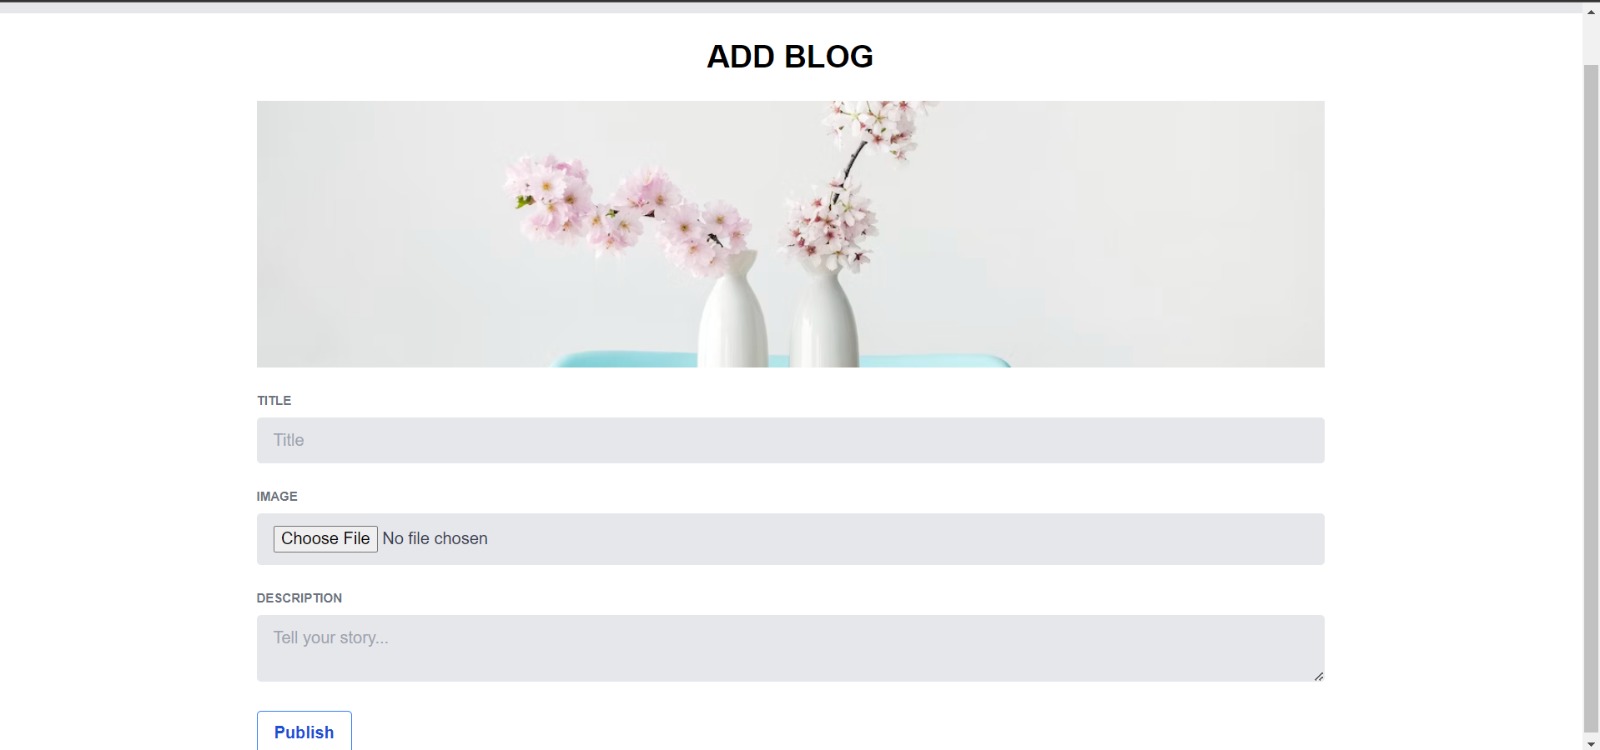 ADD BLOG
TITLE
Title
IMAGE
Choose File No file chosen
DESCRIPTION
Tell your story...
Publish